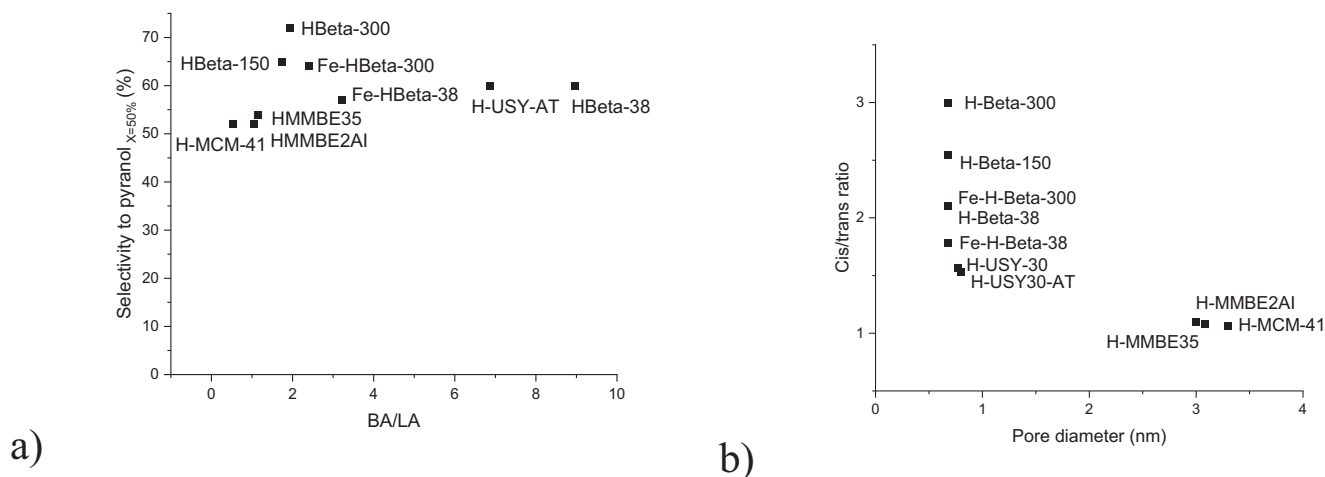 70
60
50
40
30
20
10
0
Selectivity to pyranol X=50% (%)
HBeta-300
HBeta-150
Fe-HBeta-300
Fe-HBeta-38
H-USY-AT
HBeta-38
HMMBE35
H-MCM-41
HMMBE2AI
0 2 4 6 8 10
BA/LA
a)
3
2
1
Cis/trans ratio
H-Beta-300
H-Beta-150
Fe-H-Beta-300
H-Beta-38
Fe-H-Beta-38
H-USY-30
H-USY30-AT
H-MMBE2AI
H-MCM-41
H-MMBE35
0 1 2 3 4
Pore diameter (nm)
b)